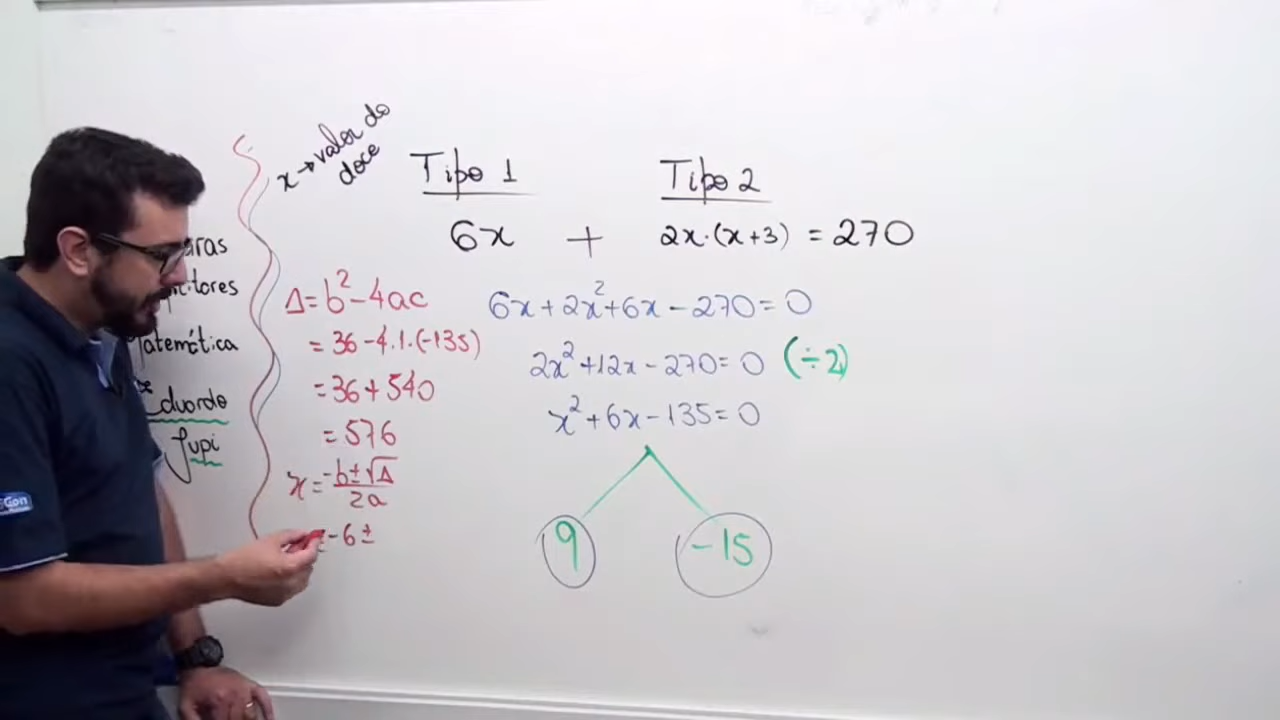 x → valor do
doce
Tipo 1
Tipo 2
6x + 2x·(x+3) = 270
6x + 2x² + 6x - 270 = 0
2x² + 12x - 270 = 0 (÷2)
x² + 6x - 135 = 0
9
-15
Δ = b² - 4ac
= 36 - 4.1.(-135)
= 36 + 540
= 576
x = -b ± √Δ / 2a
= -6 ±
Eduardo
Jupi